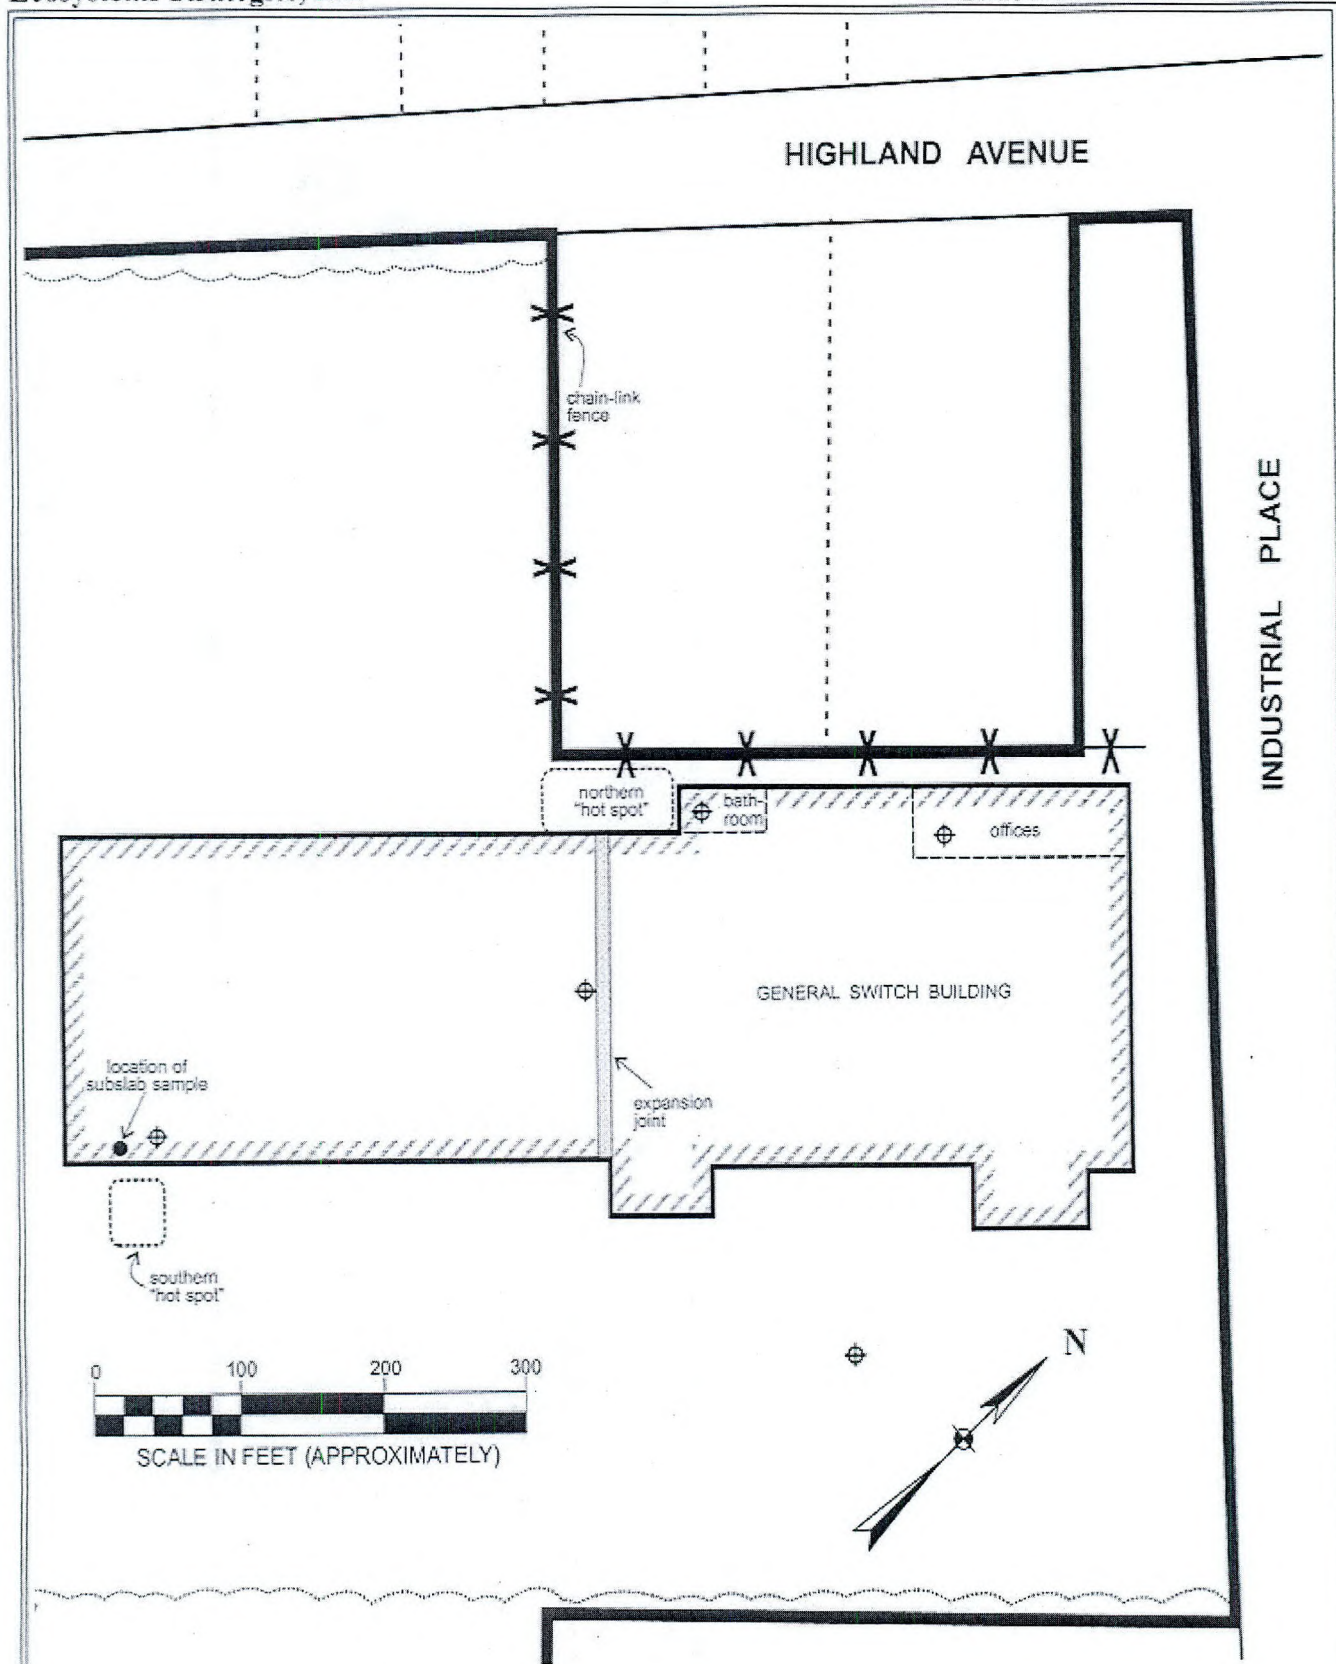 HIGHLAND AVENUE
chain-link
fence
INDUSTRIAL PLACE
northern
"hot spot"
bath-
room
offices
GENERAL SWITCH BUILDING
location of
subslab sample
expansion
joint
southern
"hot spot"
N
0 100 200 300
SCALE IN FEET (APPROXIMATELY)